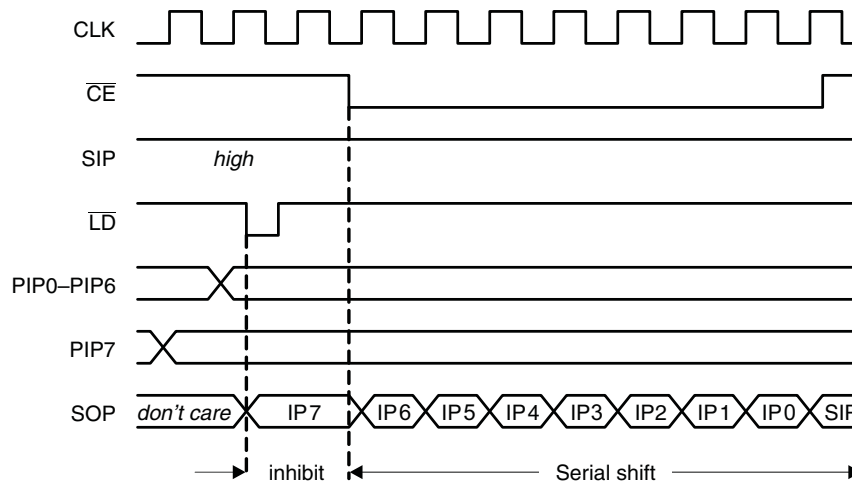 CLK
CE
SIP
high
LD
PIP0–PIP6
PIP7
SOP
don't care IP7 IP6 IP5 IP4 IP3 IP2 IP1 IP0 SIP
inhibit Serial shift